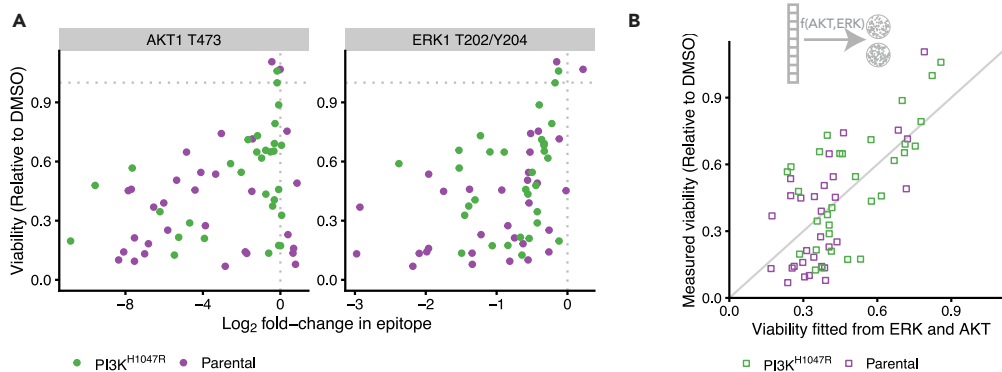 A
AKT1 T473
ERK1 T202/Y204
Viability (Relative to DMSO)
0.9
0.6
0.3
0.0
−8
−4
0
−3
−2
−1
0
Log2 fold−change in epitope
PI3KH1047R
Parental
B
f(AKT,ERK)
Measured viability (Relative to DMSO)
0.9
0.6
0.3
0.0
0.0
0.3
0.6
0.9
Viability fitted from ERK and AKT
PI3KH1047R
Parental